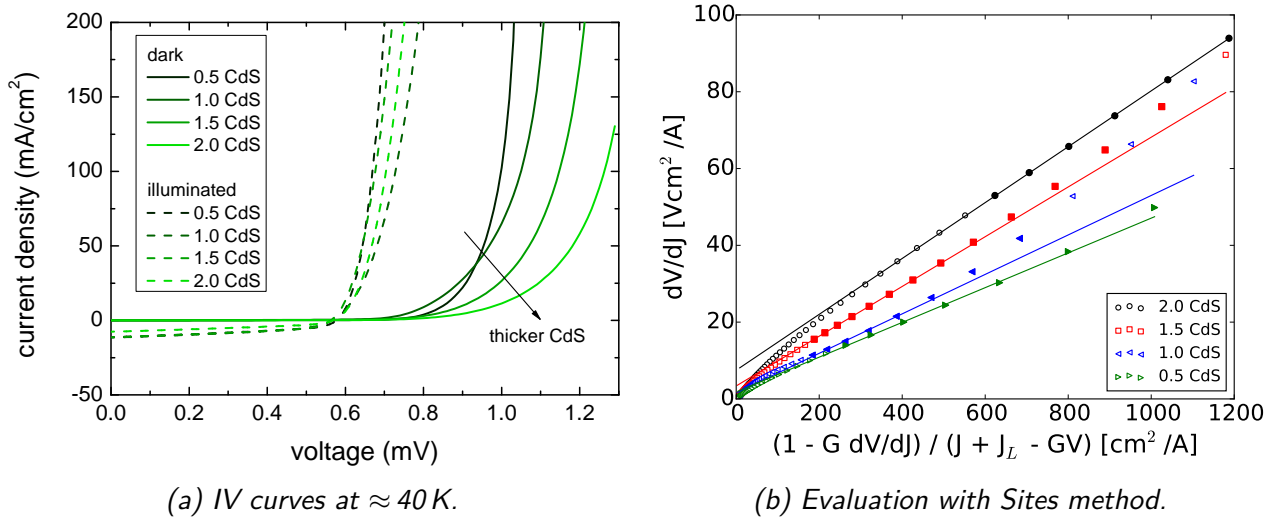 200
150
100
50
0
-50
0.0 0.2 0.4 0.6 0.8 1.0 1.2
current density (mA/cm²)
voltage (mV)
dark
0.5 CdS
1.0 CdS
1.5 CdS
2.0 CdS
illuminated
0.5 CdS
1.0 CdS
1.5 CdS
2.0 CdS
thicker CdS
(a) IV curves at ≈ 40 K.
100
80
60
40
20
0
0 200 400 600 800 1000 1200
dV/dJ [Vcm² /A]
(1 - G dV/dJ) / (J + J_L - GV) [cm² /A]
2.0 CdS
1.5 CdS
1.0 CdS
0.5 CdS
(b) Evaluation with Sites method.